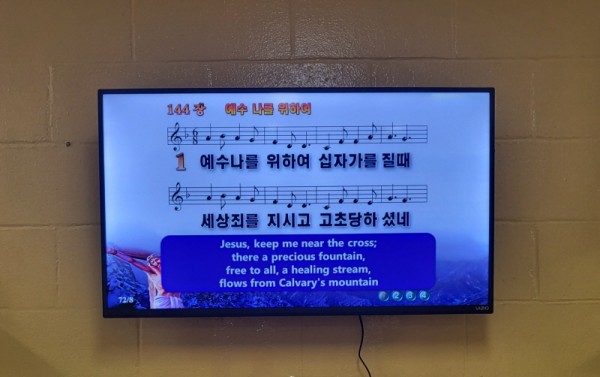 144 장 예수 나를 위하여
1 예수나를 위하여 십자가를 질때
세상죄를 지시고 고초당하 셨네
Jesus, keep me near the cross;
there a precious fountain,
free to all, a healing stream,
flows from Calvary's mountain
72/8
VIZIO